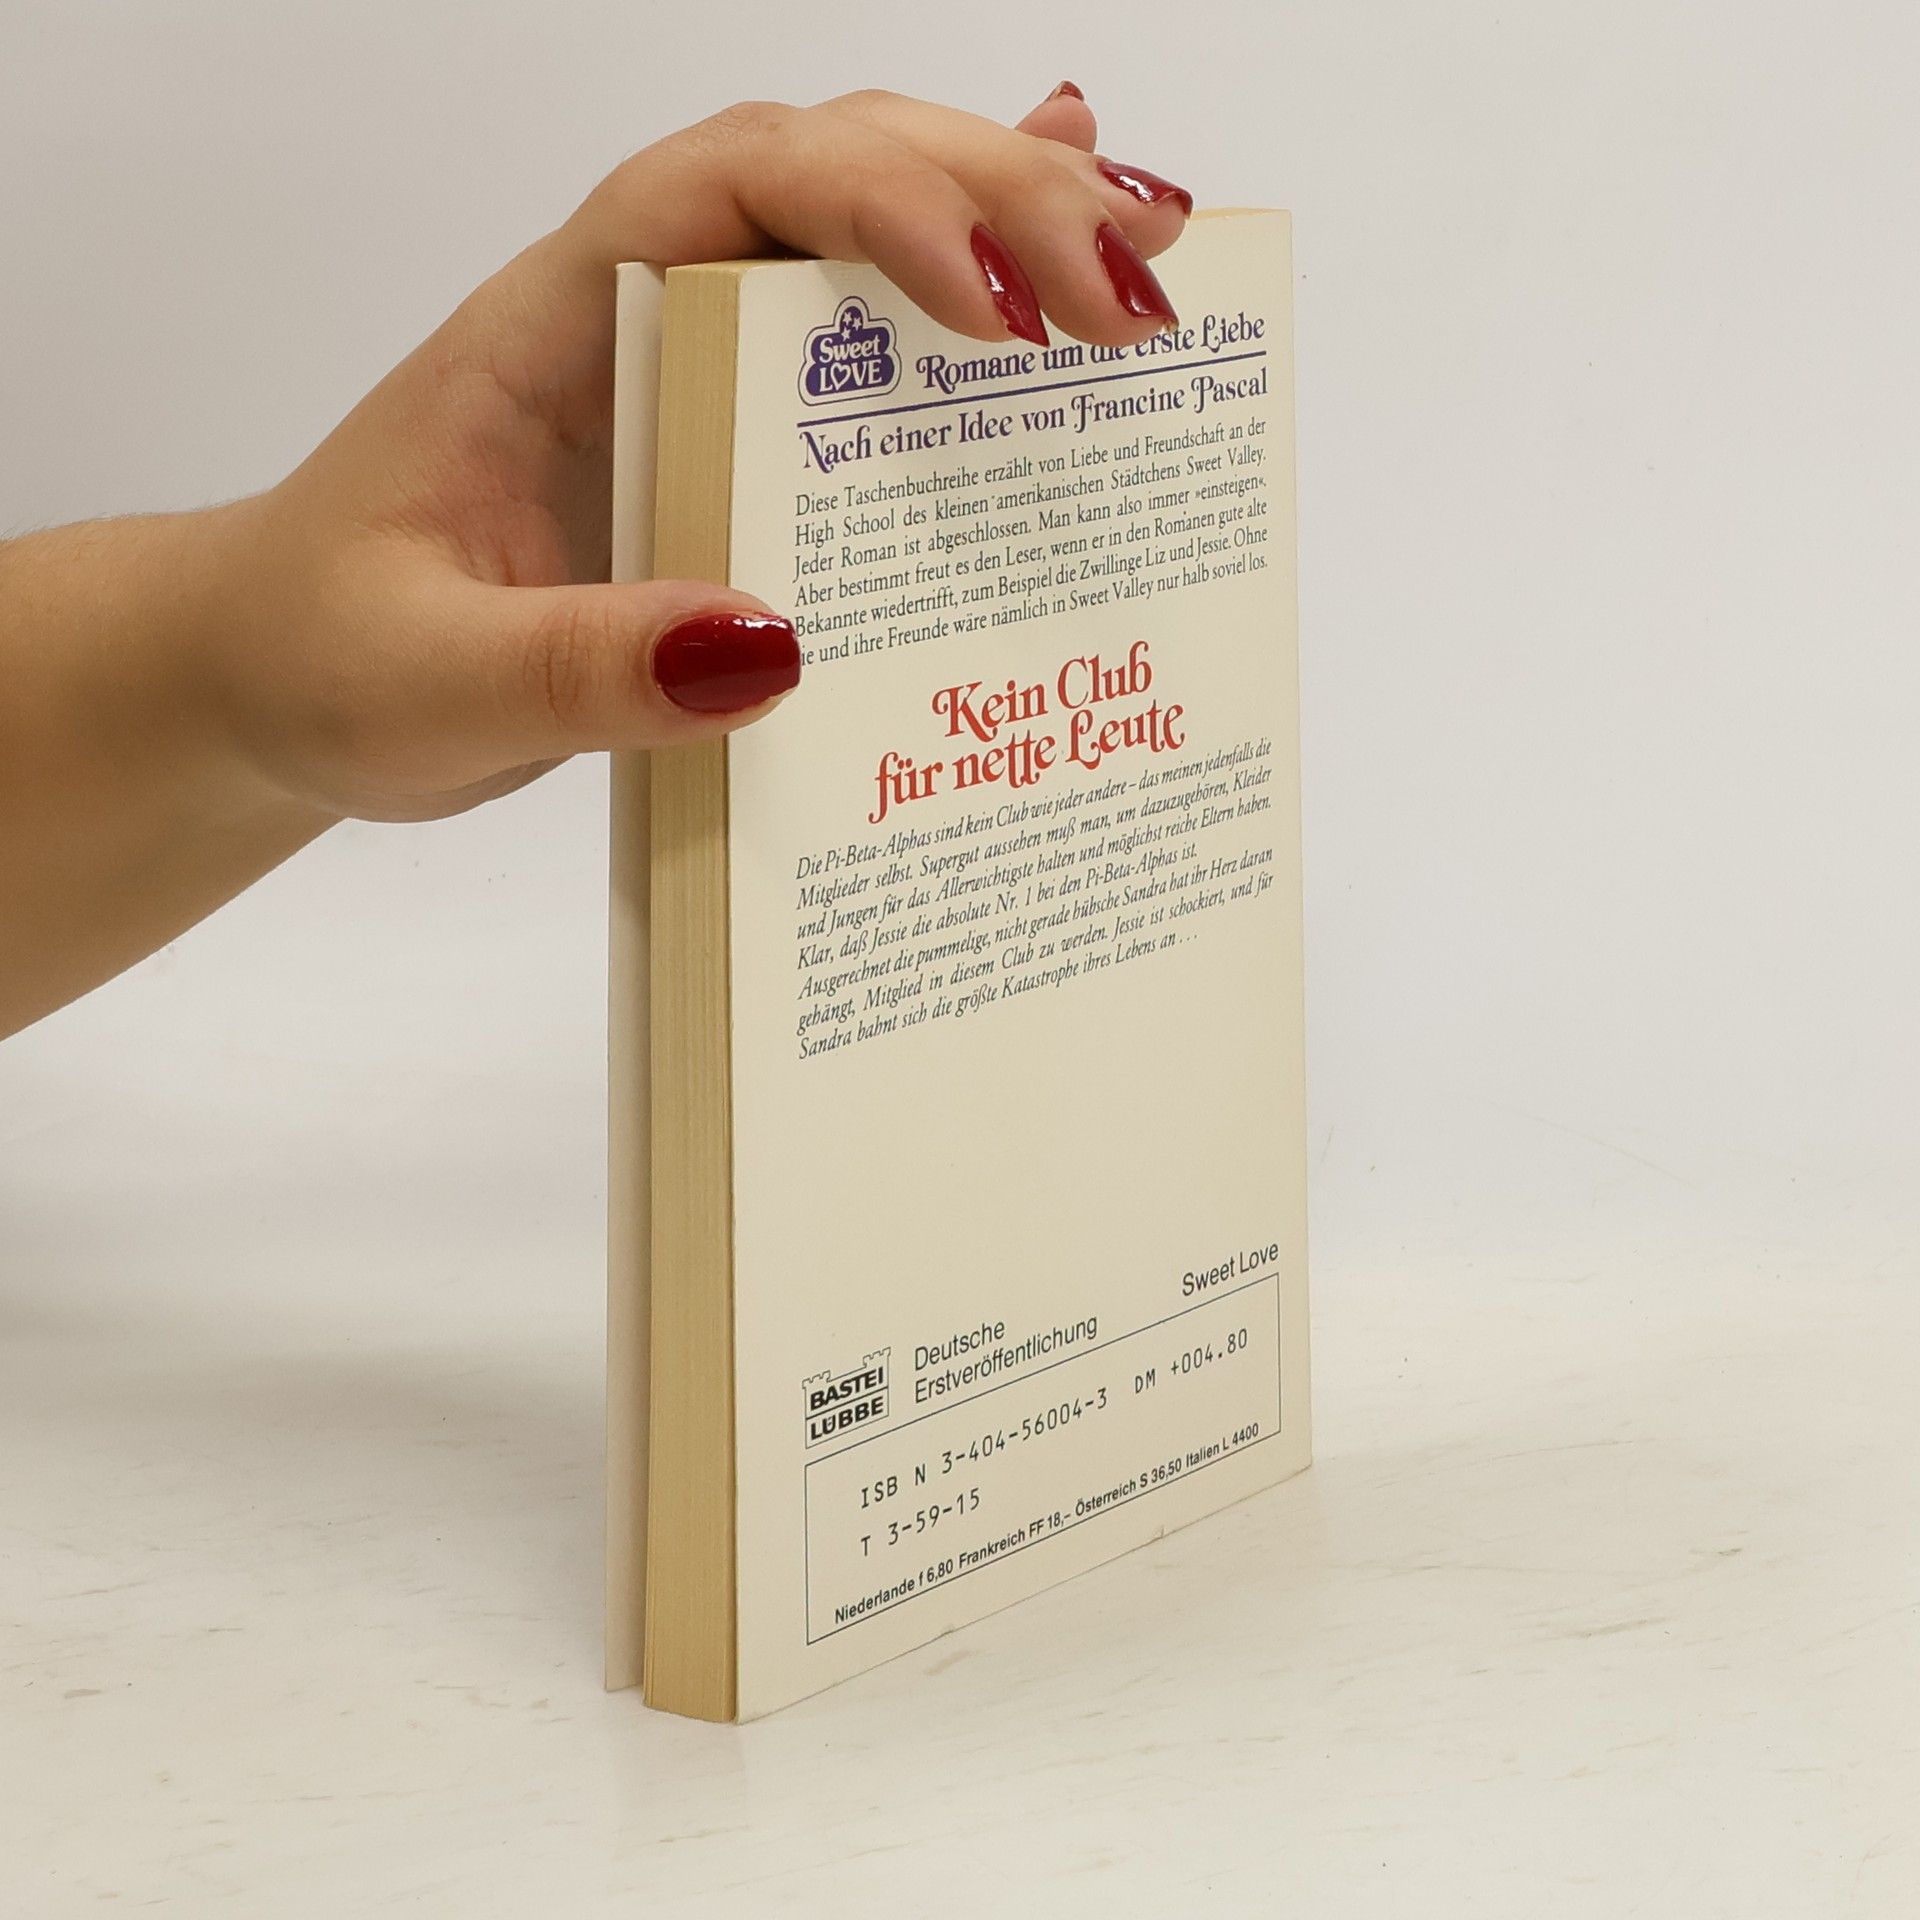 Sweet
LOVE
Romane um die erste Liebe
Nach einer Idee von Francine Pascal
Diese Taschenbuchreihe erzählt von Liebe und Freundschaft an der
High School des kleinen amerikanischen Städtchens Sweet Valley.
Jeder Roman ist abgeschlossen. Man kann also immer »einsteigen«.
Aber bestimmt freut es den Leser, wenn er in den Romanen gute alte
Bekannte wiedertrifft, zum Beispiel die Zwillinge Liz und Jessie. Ohne
ie und ihre Freunde wäre nämlich in Sweet Valley nur halb soviel los.
Kein Club
für nette Leute
Die Pi-Beta-Alphas sind kein Club wie jeder andere – das meinen jedenfalls die
Mitglieder selbst. Supergut aussehen muß man, um dazuzugehören, Kleider
und Jungen für das Allerwichtigste halten und möglichst reiche Eltern haben.
Klar, daß Jessie die absolute Nr. 1 bei den Pi-Beta-Alphas ist.
Ausgerechnet die pummelige, nicht gerade hübsche Sandra hat ihr Herz daran
gehängt, Mitglied in diesem Club zu werden. Jessie ist schockiert, und für
Sandra bahnt sich die größte Katastrophe ihres Lebens an . . .
Sweet Love
BASTEI
LÜBBE
Deutsche
Erstveröffentlichung
ISB N 3-404-56004-3 DM +004.80
T 3-59-15
Niederlande f 6,80 Frankreich FF 18,– Österreich S 36,50 Italien L 4400